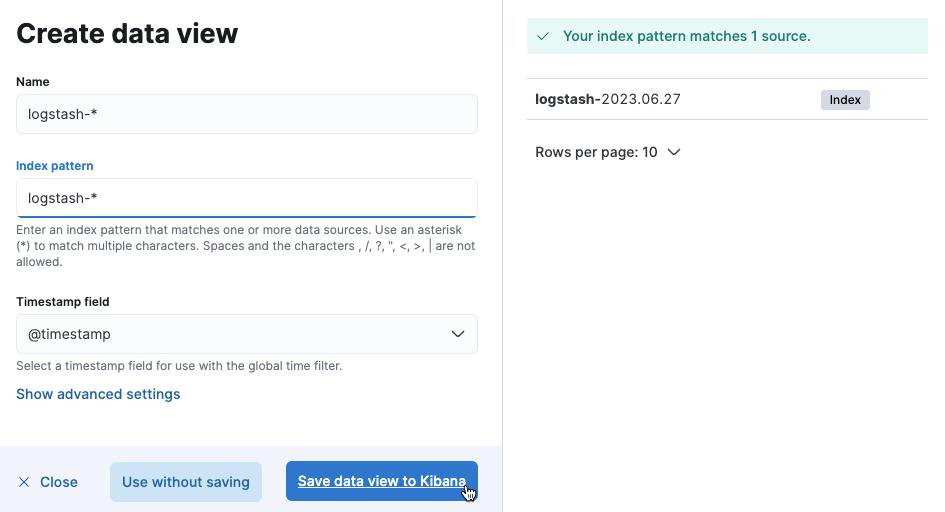 Create data view
Name
logstash-*
Index pattern
logstash-*
Enter an index pattern that matches one or more data sources. Use an asterisk
(*) to match multiple characters. Spaces and the characters , /, ?, ", <, >, | are not
allowed.
Timestamp field
@timestamp
Select a timestamp field for use with the global time filter.
Show advanced settings
Close
Use without saving
Save data view to Kibana
Your index pattern matches 1 source.
logstash-2023.06.27 Index
Rows per page: 10